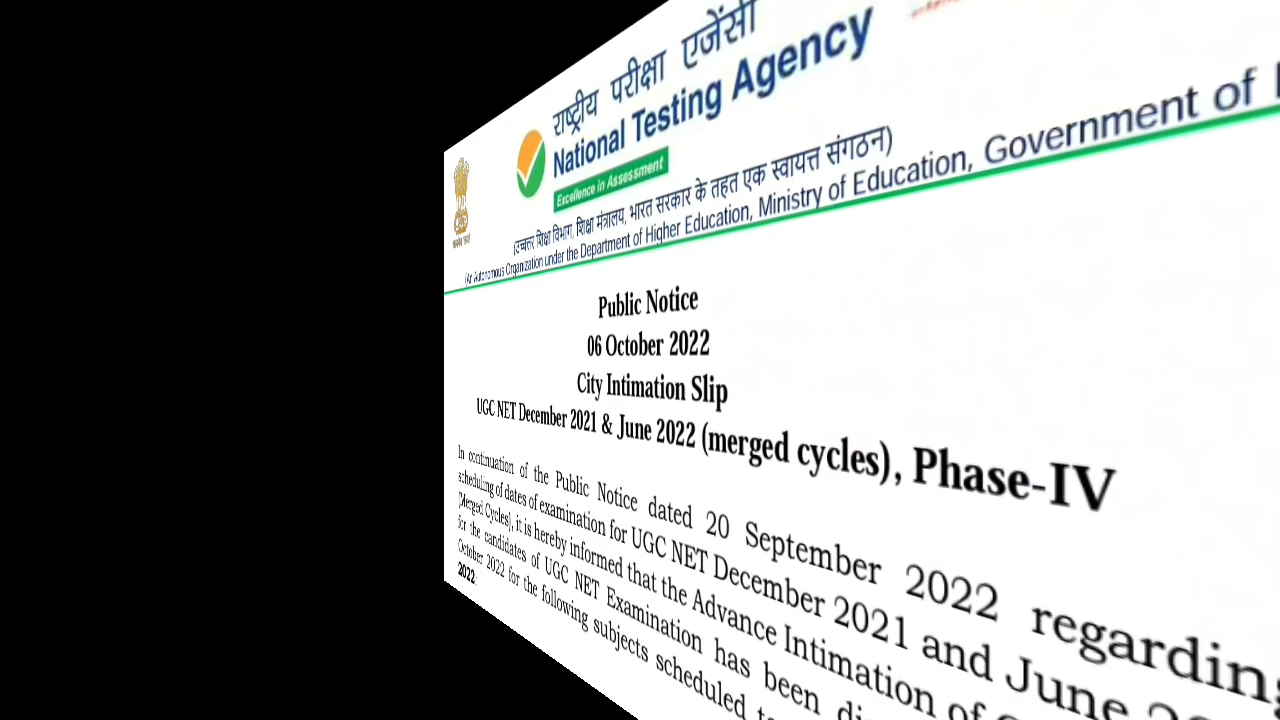 राष्ट्रीय परीक्षा एजेंसी
National Testing Agency
Excellence in Assessment
(उच्चतर शिक्षा विभाग, शिक्षा मंत्रालय, भारत सरकार के तहत एक स्वायत्त संगठन)
(An Autonomous Organization under the Department of Higher Education, Ministry of Education, Government of
Public Notice
06 October 2022
City Intimation Slip
UGC NET December 2021 & June 2022 (merged cycles), Phase-IV
In continuation of the Public Notice dated 20 September 2022 regarding
scheduling of dates of examination for UGC NET December 2021 and June
(Merged Cycles), it is hereby informed that the Advance Intimation of
for the candidates of UGC NET Examination has been
October 2022 for the following subjects scheduled
2022: